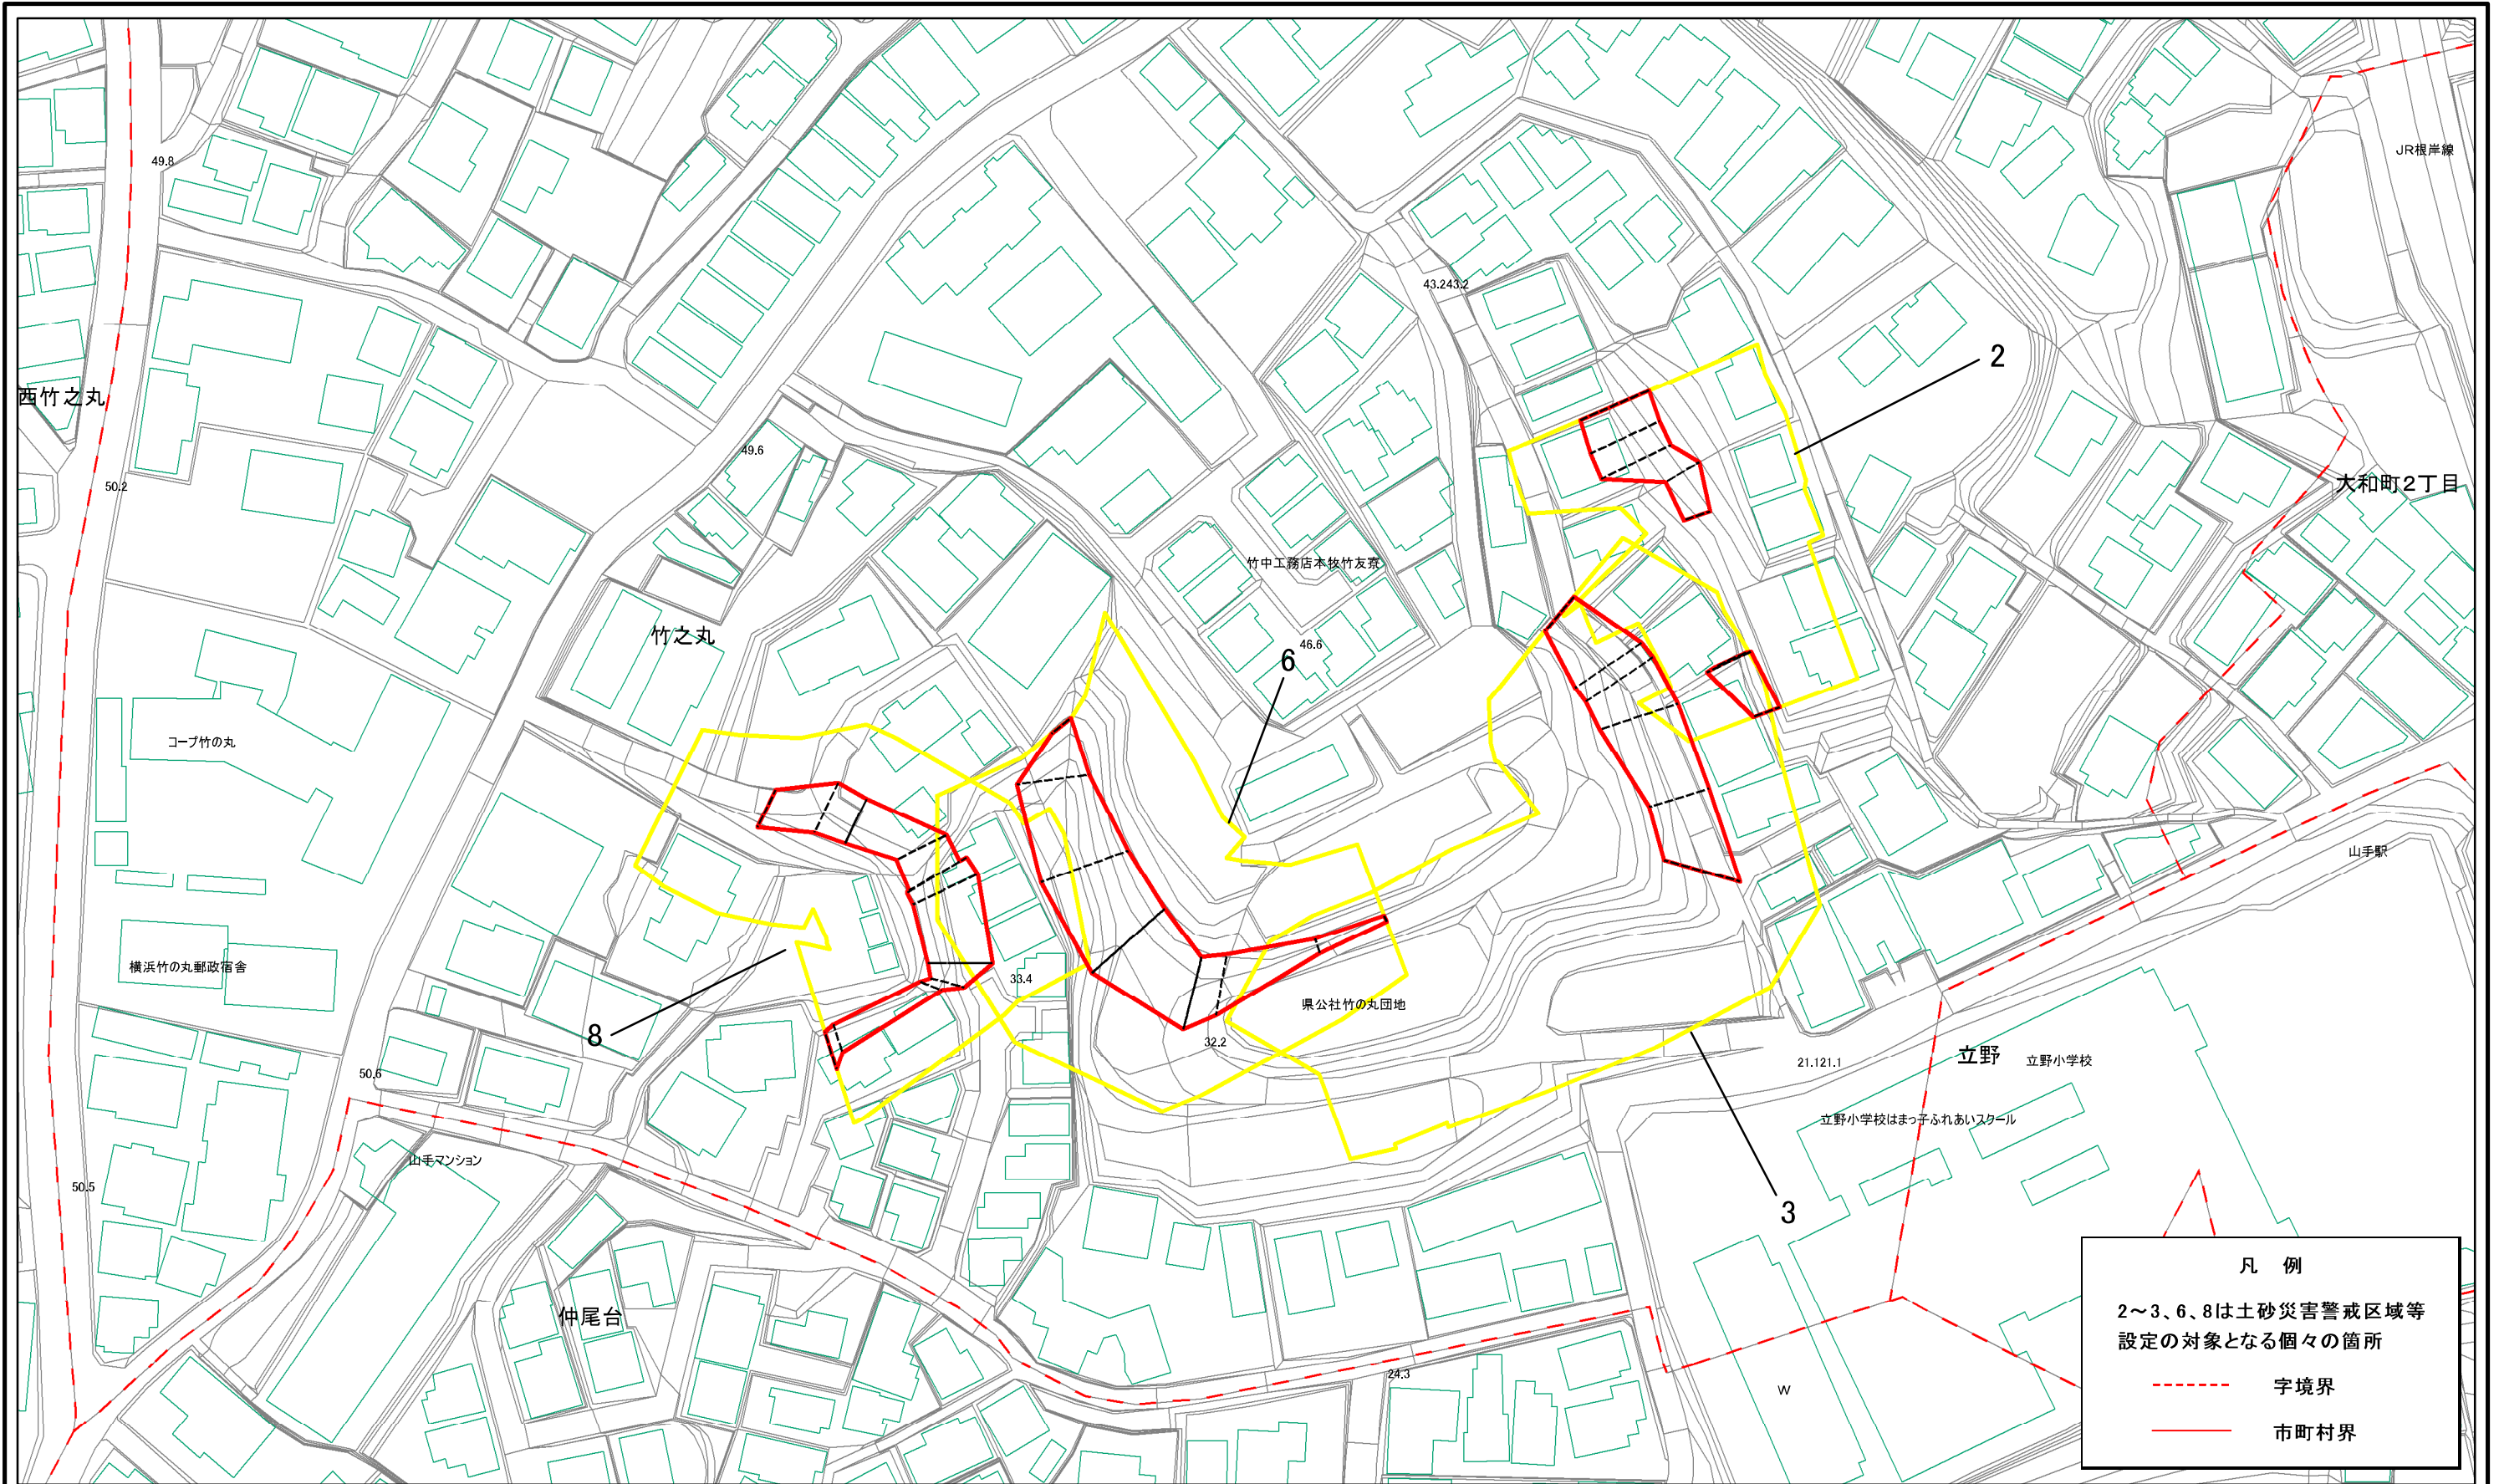 49.8
JR根岸線
43.243.2
2
西竹之丸
49.6
50.2
大和町2丁目
竹中工務店本牧竹友寮
竹之丸
46.6
6
コープ竹の丸
山手駅
横浜竹の丸郵政宿舎
33.4
県公社竹の丸団地
8
32.2
立野
立野小学校
21.121.1
50.6
立野小学校はまっ子ふれあいスクール
山手マンション
50.5
3
仲尾台
24.3
W
凡 例
2～3、6、8は土砂災害警戒区域等
設定の対象となる個々の箇所
字境界
市町村界